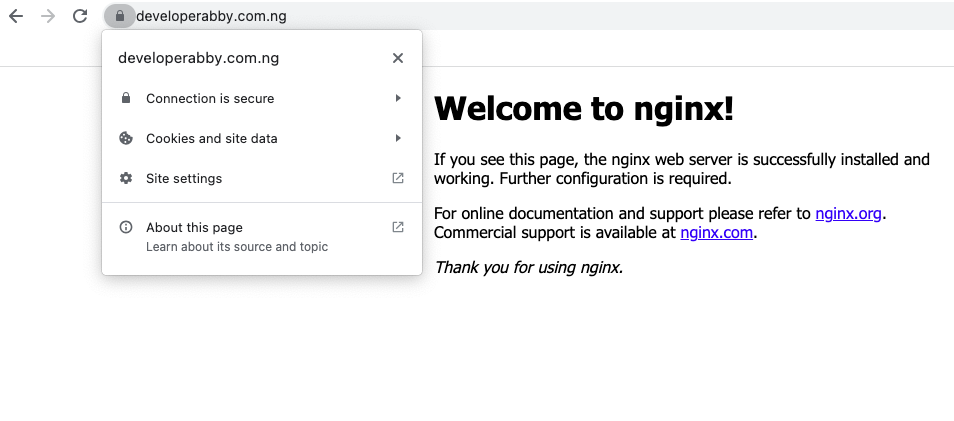 developerabby.com.ng
developerabby.com.ng
Connection is secure
Cookies and site data
Site settings
About this page
Learn about its source and topic
Welcome to nginx!
If you see this page, the nginx web server is successfully installed and
working. Further configuration is required.
For online documentation and support please refer to nginx.org.
Commercial support is available at nginx.com.
Thank you for using nginx.